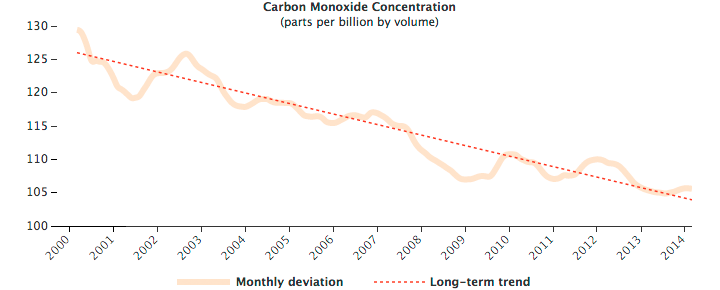 Carbon Monoxide Concentration
(parts per billion by volume)
130
125
120
115
110
105
100
2000 2001 2002 2003 2004 2005 2006 2007 2008 2009 2010 2011 2012 2013 2014
Monthly deviation Long-term trend